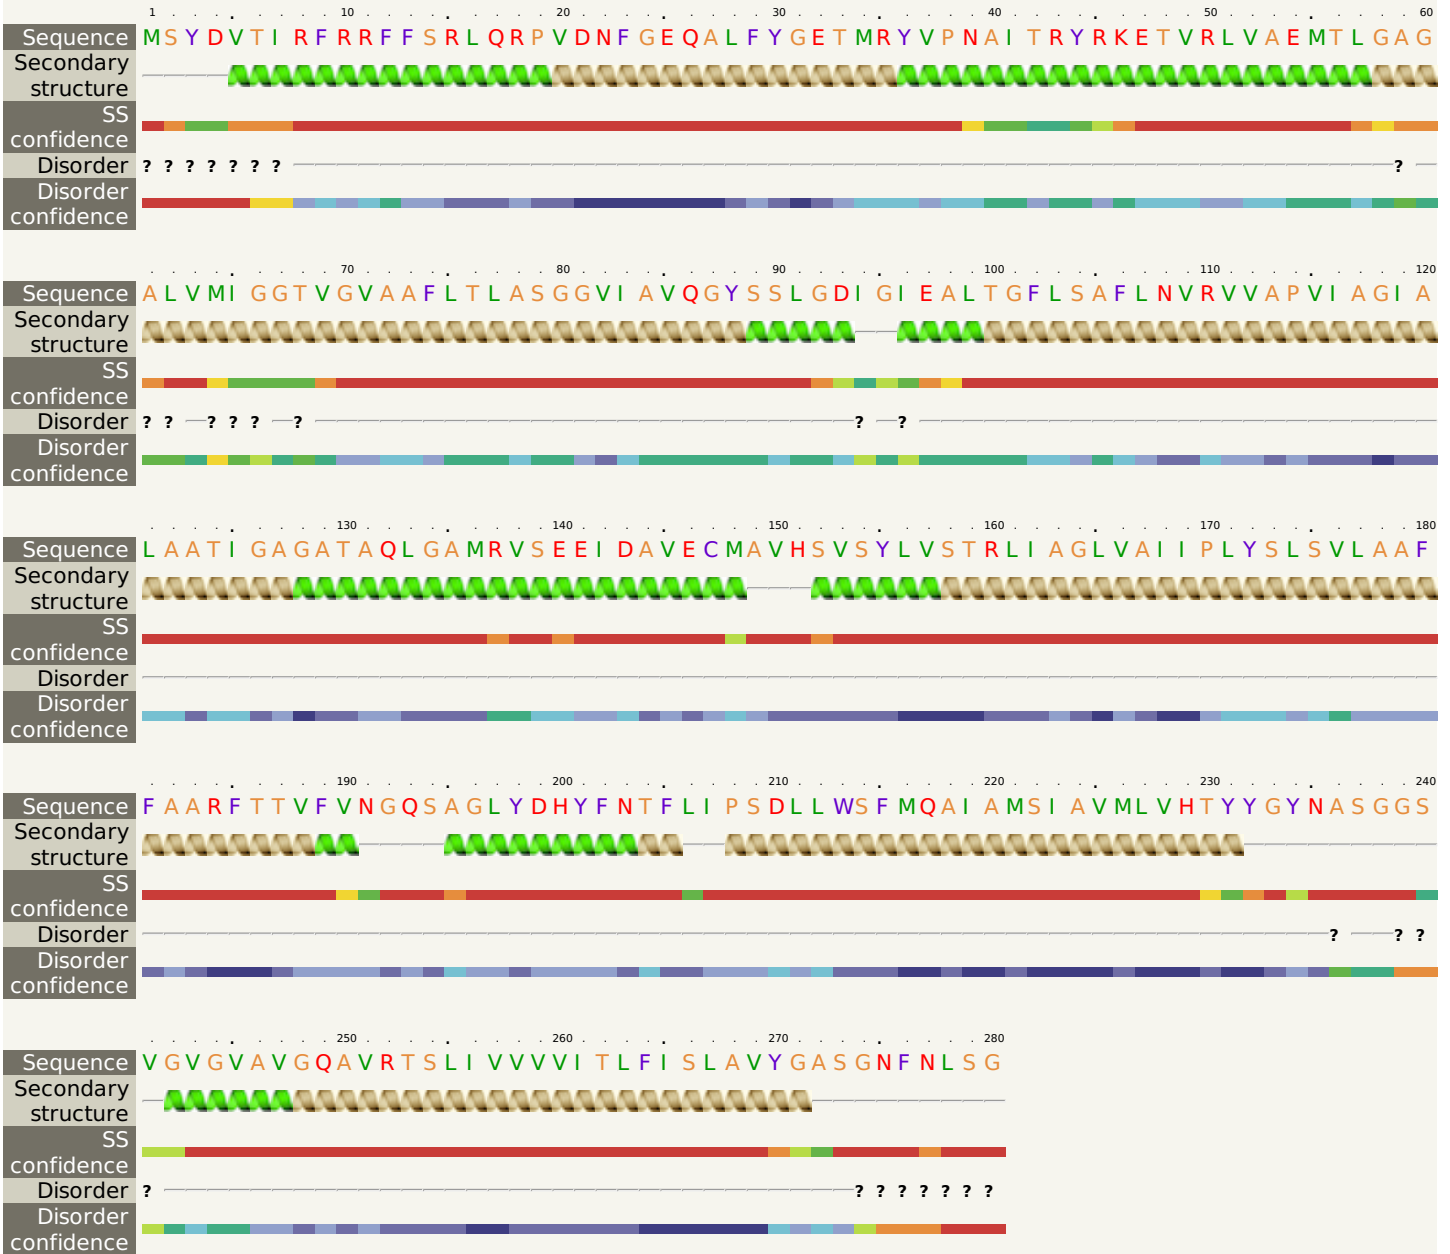 1 10 20 30 40 50 60
Sequence M S Y D V T I R F R R F F S R L Q R P V D N F G E Q A L F Y G E T M R Y V P N A I T R Y R K E T V R L V A E M T L G A G
Secondary
structure
SS
confidence
Disorder ? ? ? ? ? ? ? ?
Disorder
confidence
70 80 90 100 110 120
Sequence A L V M I G G T V G V A A F L T L A S G G V I A V Q G Y S S L G D I G I E A L T G F L S A F L N V R V V A P V I A G I A
Secondary
structure
SS
confidence
Disorder ? ? ? ? ? ? ? ?
Disorder
confidence
130 140 150 160 170 180
Sequence L A A T I G A G A T A Q L G A M R V S E E I D A V E C M A V H S V S Y L V S T R L I A G L V A I I P L Y S L S V L A A F
Secondary
structure
SS
confidence
Disorder
Disorder
confidence
190 200 210 220 230 240
Sequence F A A R F T T V F V N G Q S A G L Y D H Y F N T F L I P S D L L W S F M Q A I A M S I A V M L V H T Y Y G Y N A S G G S
Secondary
structure
SS
confidence
Disorder ? ? ?
Disorder
confidence
250 260 270 280
Sequence V G V G V A V G Q A V R T S L I V V V V I T L F I S L A V Y G A S G N F N L S G
Secondary
structure
SS
confidence
Disorder ? ? ? ? ? ? ? ?
Disorder
confidence